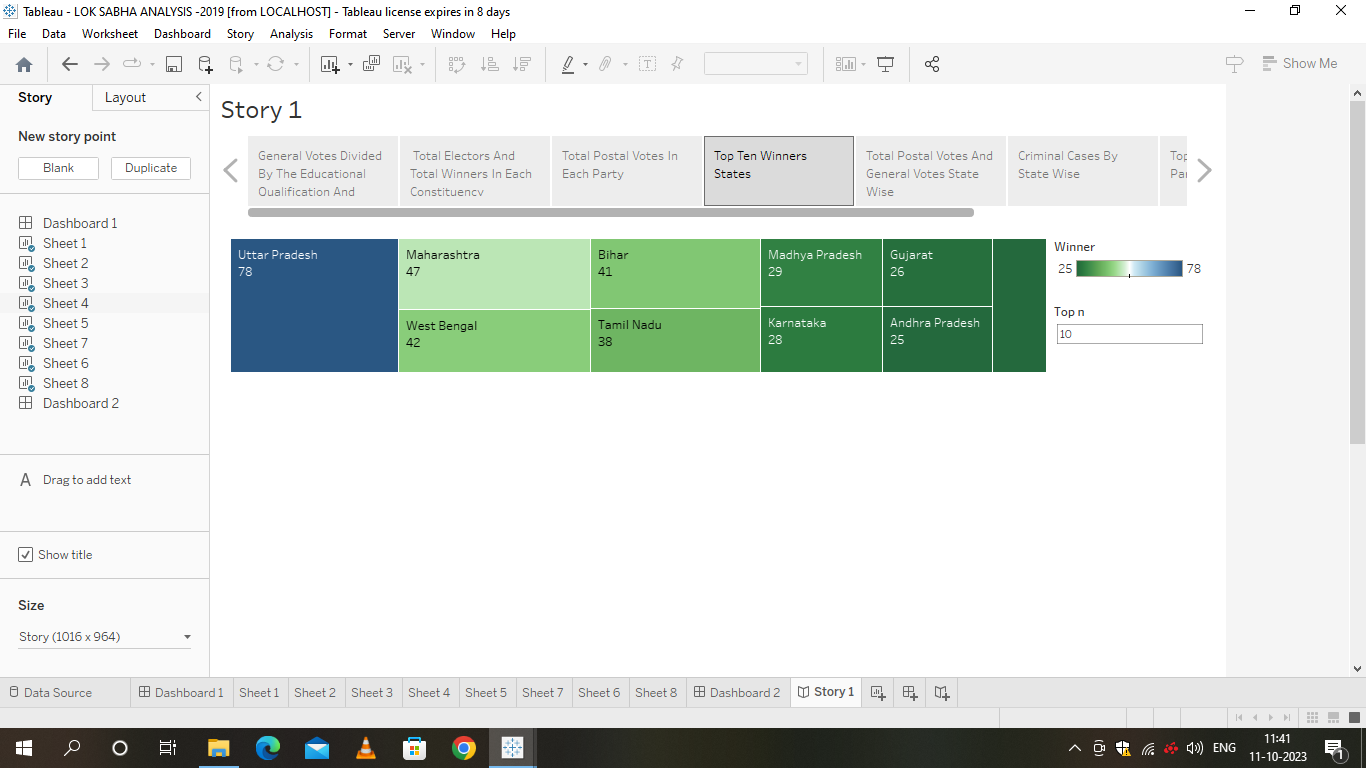 Tableau - LOK SABHA ANALYSIS -2019 [from LOCALHOST] - Tableau license expires in 8 days
File Data Worksheet Dashboard Story Analysis Format Server Window Help
Show Me
Story Layout
New story point
Blank Duplicate
Dashboard 1
Sheet 1
Sheet 2
Sheet 3
Sheet 4
Sheet 5
Sheet 7
Sheet 6
Sheet 8
Dashboard 2
A Drag to add text
Show title
Size
Story (1016 x 964)
Story 1
General Votes Divided
By The Educational
Qualification And
Total Electors And
Total Winners In Each
Constituency
Total Postal Votes In
Each Party
Top Ten Winners
States
Total Postal Votes And
General Votes State
Wise
Criminal Cases By
State Wise
Uttar Pradesh
78
Maharashtra
47
West Bengal
42
Bihar
41
Tamil Nadu
38
Madhya Pradesh
29
Karnataka
28
Gujarat
26
Andhra Pradesh
25
Winner
25 78
Top n
10
Data Source Dashboard 1 Sheet 1 Sheet 2 Sheet 3 Sheet 4 Sheet 5 Sheet 7 Sheet 6 Sheet 8 Dashboard 2 Story 1
ENG
11:41
11-10-2023
1